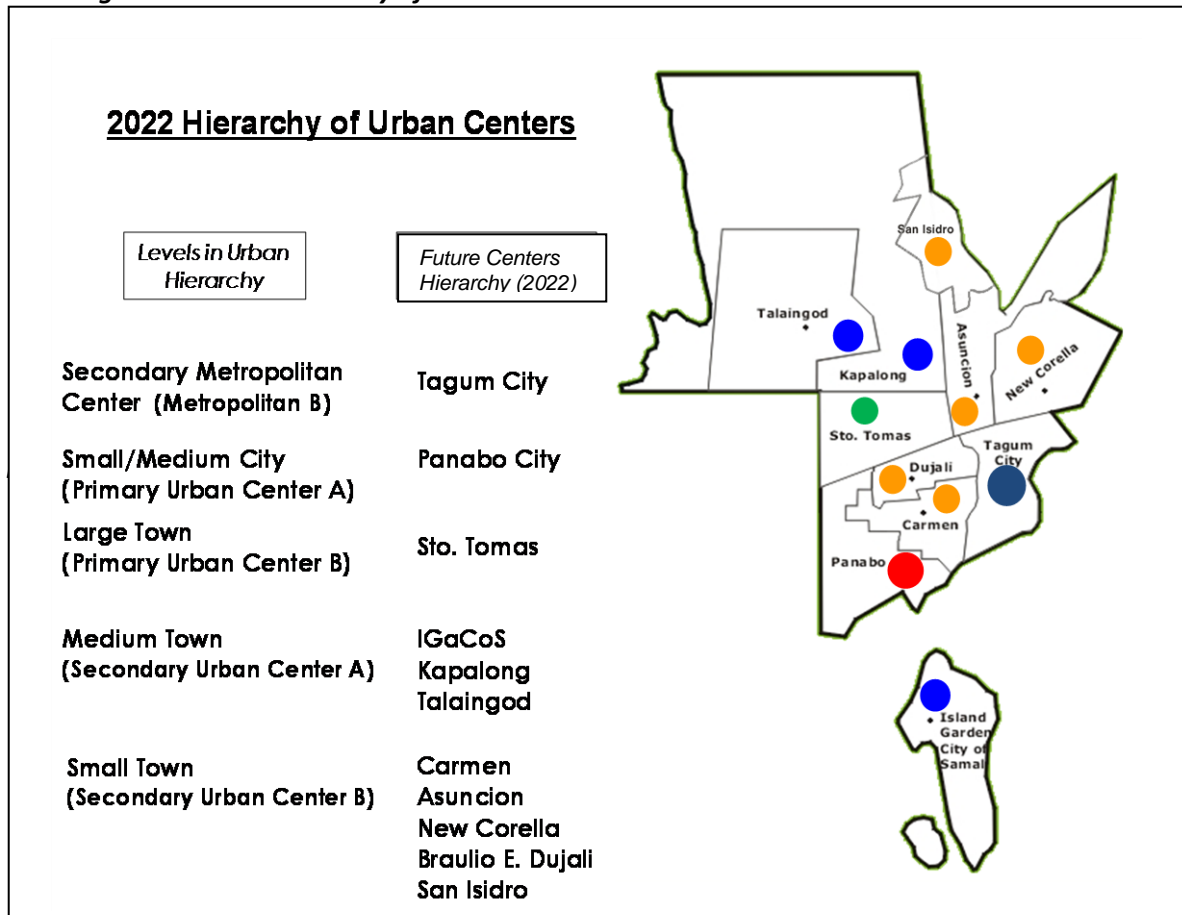 2022 Hierarchy of Urban Centers
Levels in Urban
Hierarchy
Future Centers
Hierarchy (2022)
Secondary Metropolitan
Center (Metropolitan B)
Tagum City
Small/Medium City
(Primary Urban Center A)
Panabo City
Large Town
(Primary Urban Center B)
Sto. Tomas
Medium Town
(Secondary Urban Center A)
IGaCoS
Kapalong
Talaingod
Small Town
(Secondary Urban Center B)
Carmen
Asuncion
New Corella
Braulio E. Dujali
San Isidro
San Isidro
Talaingod
Kapalong
Asuncion
New Corella
Sto. Tomas
Tagum
City
Dujali
Carmen
Panabo
Island
Garden
City of
Samal